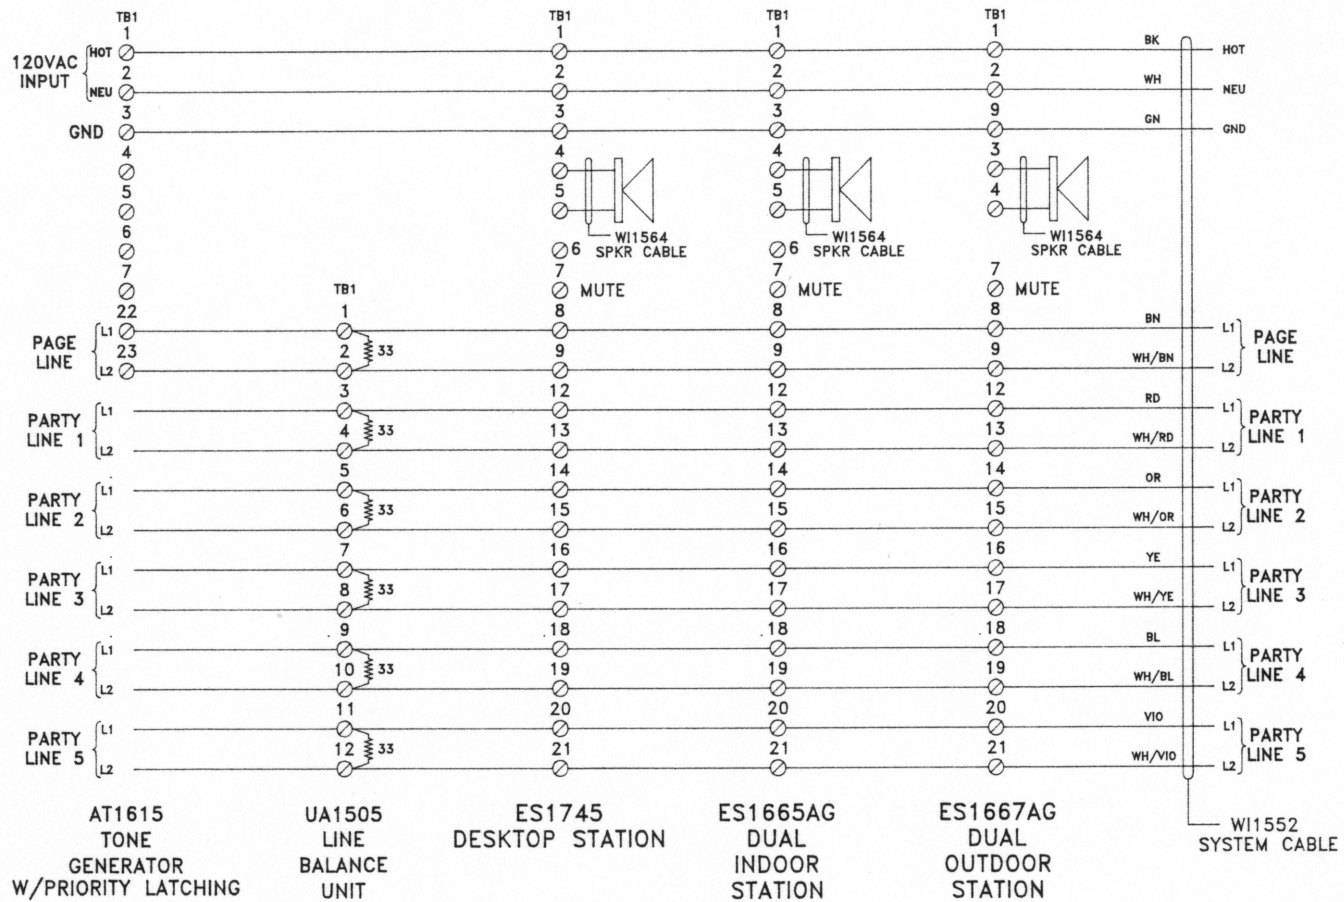 TB1 TB1 TB1 TB1
1 1 1 1
120VAC INPUT
HOT BK HOT
2 2 2 2
NEU WH NEU
3 3 3 9
GND GN GND
4 4 4 3
5 5 5 4
WI1564 SPKR CABLE
WI1564 SPKR CABLE
WI1564 SPKR CABLE
6 6 6
7 7 7 7
MUTE MUTE MUTE
TB1
22 1 8 8 8
PAGE LINE
L1 BN L1
PAGE LINE
23 2 33 9 9 9
L2 WH/BN L2
3 12 12 12
PARTY LINE 1
L1 RD L1
PARTY LINE 1
4 33 13 13 13
L2 WH/RD L2
5 14 14 14
PARTY LINE 2
L1 OR L1
PARTY LINE 2
6 33 15 15 15
L2 WH/OR L2
7 16 16 16
PARTY LINE 3
L1 YE L1
PARTY LINE 3
8 33 17 17 17
L2 WH/YE L2
9 18 18 18
PARTY LINE 4
L1 BL L1
PARTY LINE 4
10 33 19 19 19
L2 WH/BL L2
11 20 20 20
PARTY LINE 5
L1 VIO L1
PARTY LINE 5
12 33 21 21 21
L2 WH/VIO L2
AT1615
TONE
GENERATOR
W/PRIORITY LATCHING
UA1505
LINE
BALANCE
UNIT
ES1745
DESKTOP STATION
ES1665AG
DUAL
INDOOR
STATION
ES1667AG
DUAL
OUTDOOR
STATION
WI1552
SYSTEM CABLE